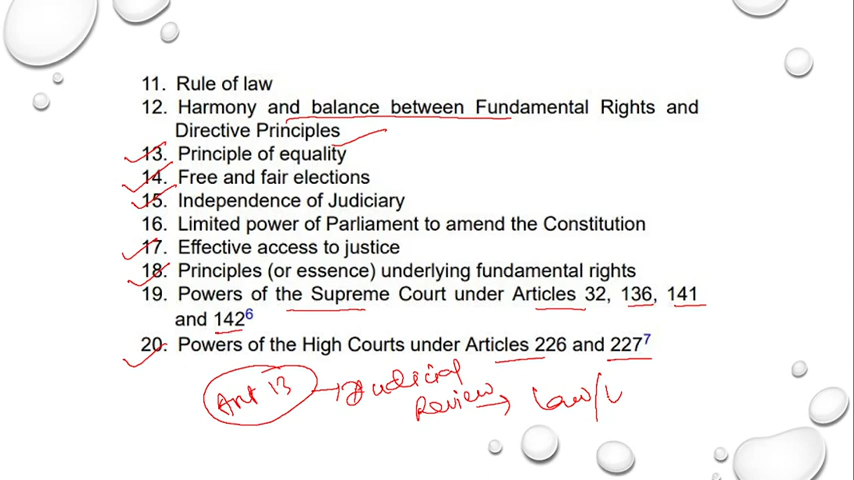 11. Rule of law
12. Harmony and balance between Fundamental Rights and
Directive Principles
13. Principle of equality
14. Free and fair elections
15. Independence of Judiciary
16. Limited power of Parliament to amend the Constitution
17. Effective access to justice
18. Principles (or essence) underlying fundamental rights
19. Powers of the Supreme Court under Articles 32, 136, 141
and 142⁶
20. Powers of the High Courts under Articles 226 and 227⁷
Art 13 → Judicial
Review → law/